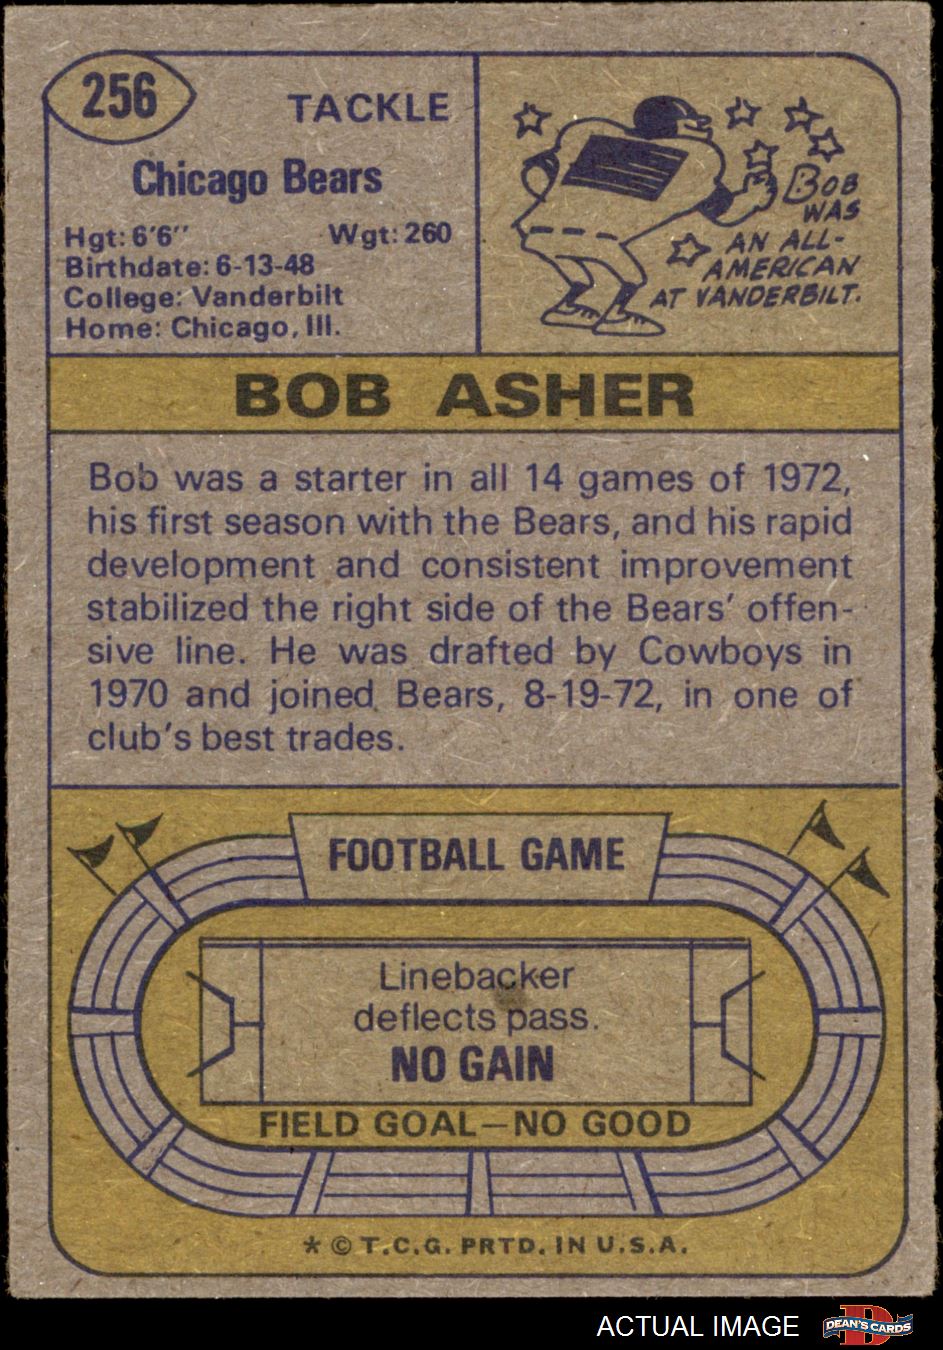 256
TACKLE
Chicago Bears
Hgt: 6'6" Wgt: 260
Birthdate: 6-13-48
College: Vanderbilt
Home: Chicago, Ill.
BOB
WAS
AN ALL-
AMERICAN
AT VANDERBILT.
BOB ASHER
Bob was a starter in all 14 games of 1972,
his first season with the Bears, and his rapid
development and consistent improvement
stabilized the right side of the Bears' offen-
sive line. He was drafted by Cowboys in
1970 and joined Bears, 8-19-72, in one of
club's best trades.
FOOTBALL GAME
Linebacker
deflects pass.
NO GAIN
FIELD GOAL—NO GOOD
* © T.C.G. PRTD. IN U.S.A.
ACTUAL IMAGE
DEAN'S CARDS